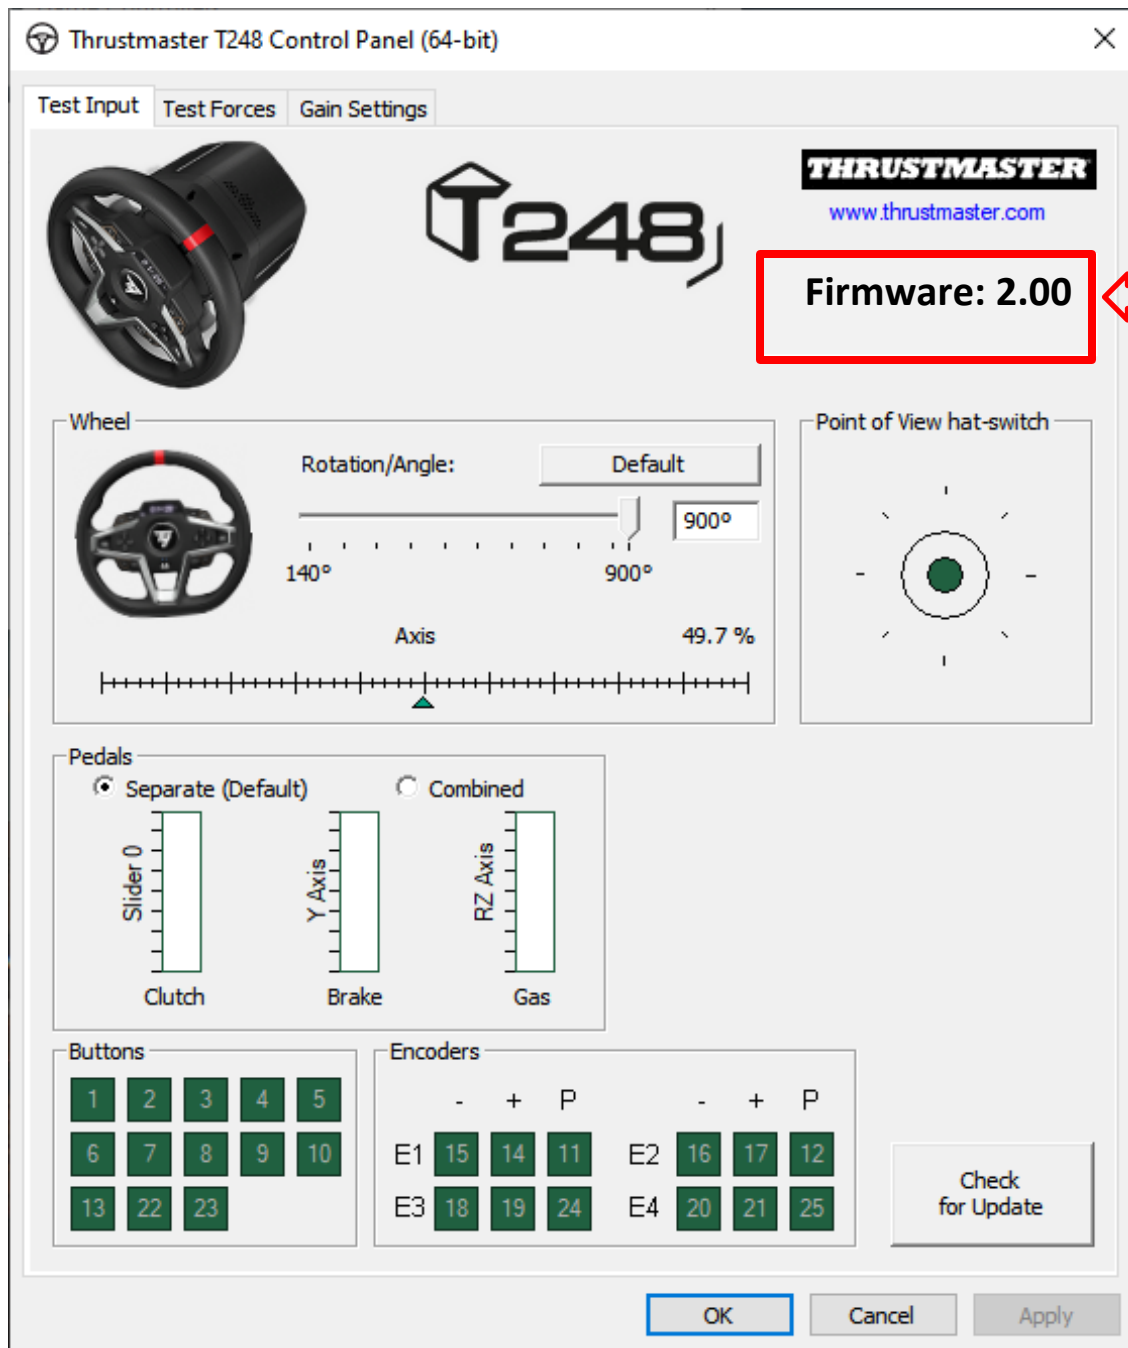 Thrustmaster T248 Control Panel (64-bit)
Test Input Test Forces Gain Settings
T248
THRUSTMASTER
www.thrustmaster.com
Firmware: 2.00
Wheel
Rotation/Angle: Default
900°
140° 900°
Axis 49.7 %
Point of View hat-switch
Pedals
Separate (Default) Combined
Slider 0 Y Axis RZ Axis
Clutch Brake Gas
Buttons
1 2 3 4 5
6 7 8 9 10
13 22 23
Encoders
- + P - + P
E1 15 14 11 E2 16 17 12
E3 18 19 24 E4 20 21 25
Check
for Update
OK Cancel Apply